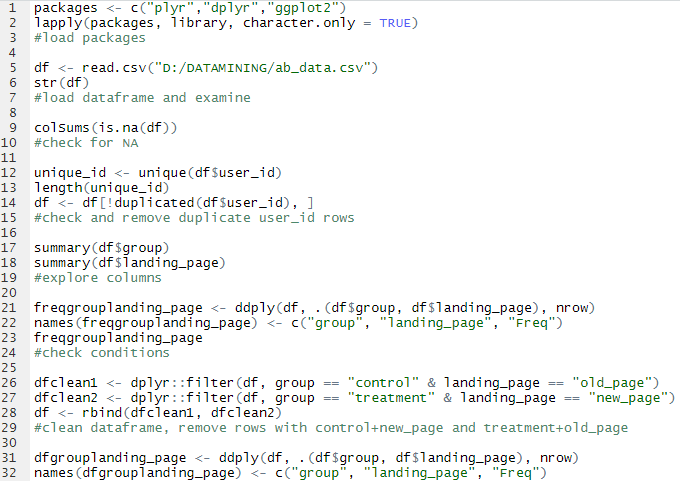 1 packages <- c("plyr","dplyr","ggplot2")
2 lapply(packages, library, character.only = TRUE)
3 #load packages
4
5 df <- read.csv("D:/DATAMINING/ab_data.csv")
6 str(df)
7 #load dataframe and examine
8
9 colSums(is.na(df))
10 #check for NA
11
12 unique_id <- unique(df$user_id)
13 length(unique_id)
14 df <- df[!duplicated(df$user_id), ]
15 #check and remove duplicate user_id rows
16
17 summary(df$group)
18 summary(df$landing_page)
19 #explore columns
20
21 freqgrouplanding_page <- ddply(df, .(df$group, df$landing_page), nrow)
22 names(freqgrouplanding_page) <- c("group", "landing_page", "Freq")
23 freqgrouplanding_page
24 #check conditions
25
26 dfclean1 <- dplyr::filter(df, group == "control" & landing_page == "old_page")
27 dfclean2 <- dplyr::filter(df, group == "treatment" & landing_page == "new_page")
28 df <- rbind(dfclean1, dfclean2)
29 #clean dataframe, remove rows with control+new_page and treatment+old_page
30
31 dfgrouplanding_page <- ddply(df, .(df$group, df$landing_page), nrow)
32 names(dfgrouplanding_page) <- c("group", "landing_page", "Freq")